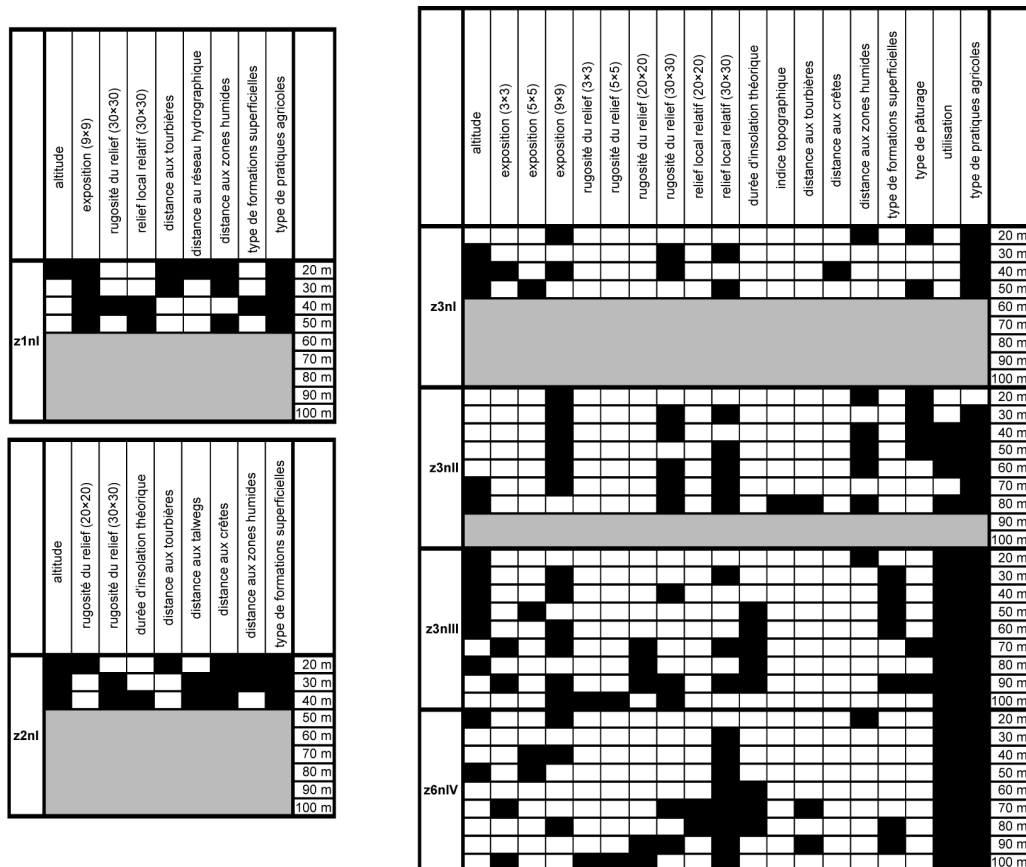 altitude
exposition (9×9)
rugosité du relief (30×30)
relief local relatif (30×30)
distance aux tourbières
distance au réseau hydrographique
distance aux zones humides
type de formations superficielles
type de pratiques agricoles
z1nI
20 m
30 m
40 m
50 m
60 m
70 m
80 m
90 m
100 m
altitude
rugosité du relief (20×20)
rugosité du relief (30×30)
durée d'insolation théorique
distance aux tourbières
distance aux talwegs
distance aux crêtes
distance aux zones humides
type de formations superficielles
z2nI
20 m
30 m
40 m
50 m
60 m
70 m
80 m
90 m
100 m
altitude
exposition (3×3)
exposition (5×5)
exposition (9×9)
rugosité du relief (3×3)
rugosité du relief (5×5)
rugosité du relief (20×20)
rugosité du relief (30×30)
relief local relatif (20×20)
relief local relatif (30×30)
durée d'insolation théorique
indice topographique
distance aux tourbières
distance aux crêtes
distance aux zones humides
type de formations superficielles
type de pâturage
utilisation
type de pratiques agricoles
z3nI
20 m
30 m
40 m
50 m
60 m
70 m
80 m
90 m
100 m
z3nII
20 m
30 m
40 m
50 m
60 m
70 m
80 m
90 m
100 m
z3nIII
20 m
30 m
40 m
50 m
60 m
70 m
80 m
90 m
100 m
z6nIV
20 m
30 m
40 m
50 m
60 m
70 m
80 m
90 m
100 m